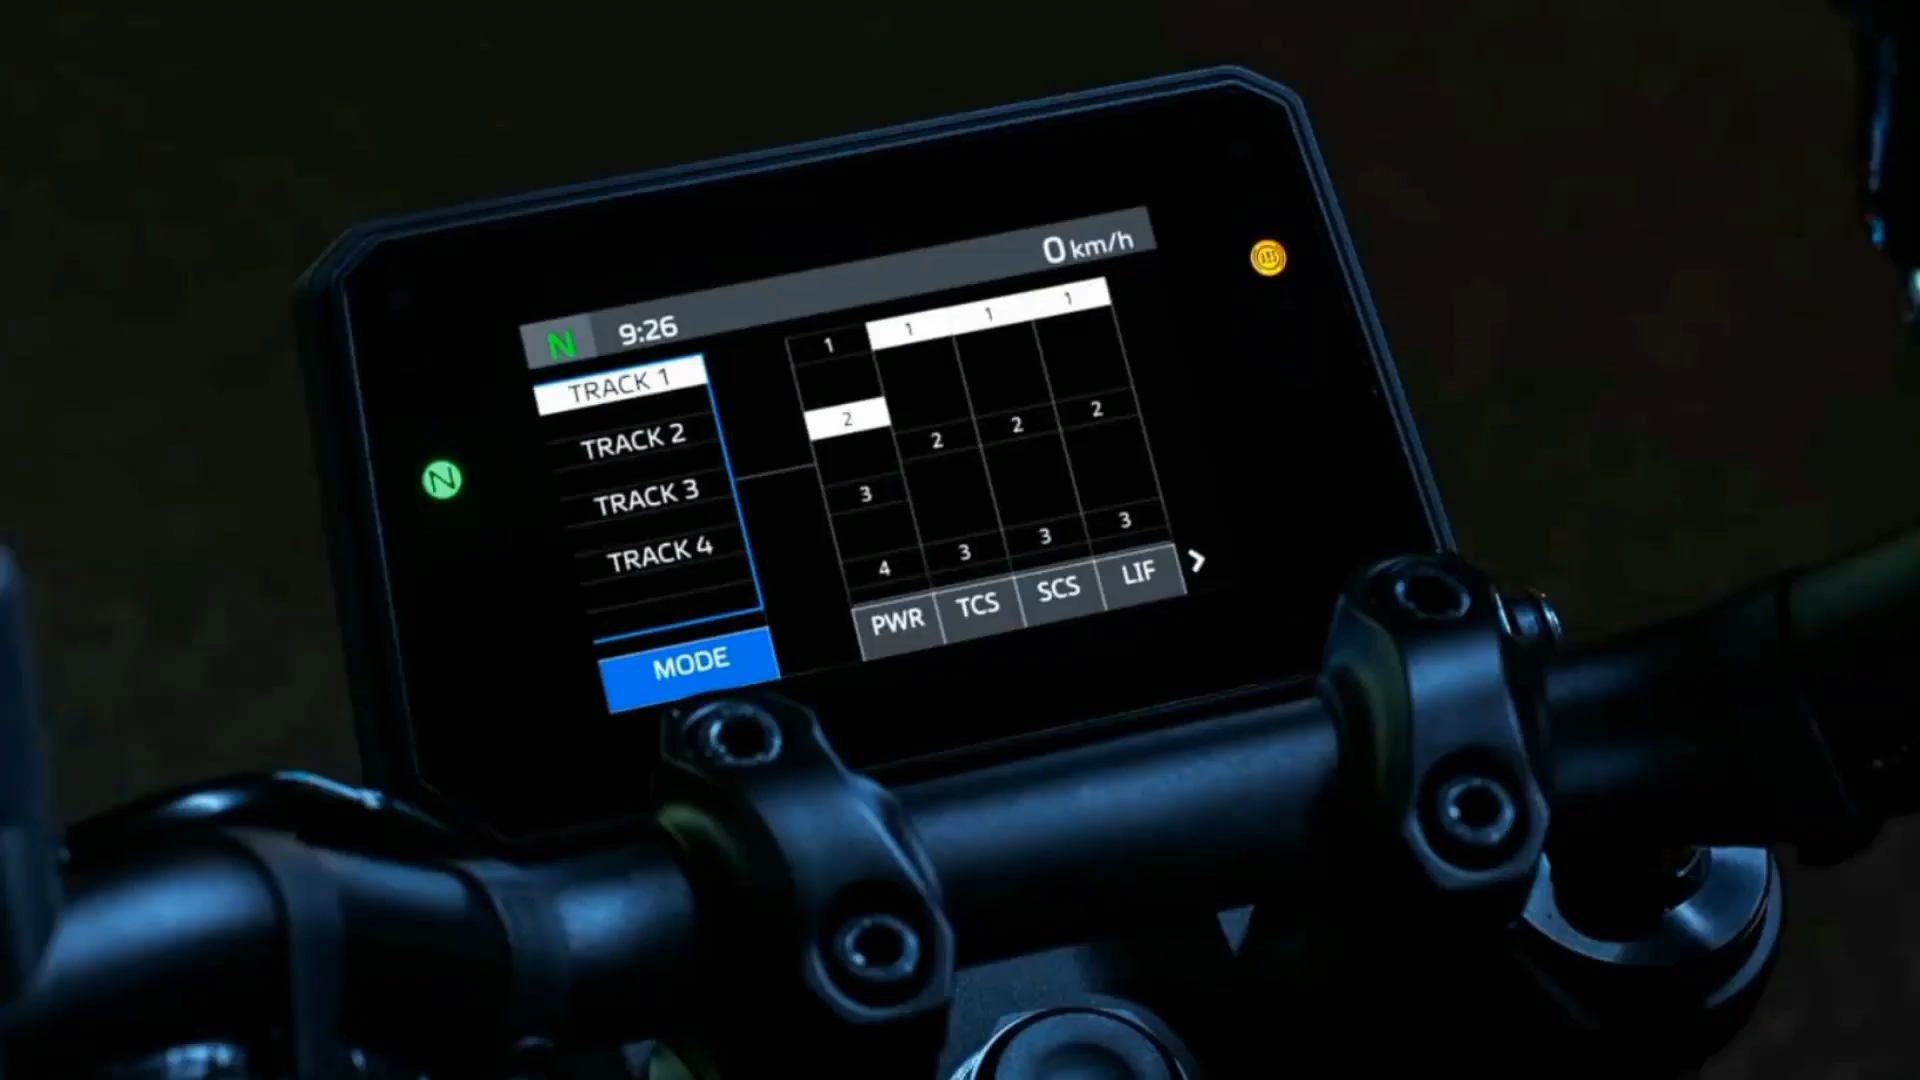 0 km/h
N 9:26
TRACK 1
TRACK 2
TRACK 3
TRACK 4
MODE
1 1 1 1
2 2 2 2
3 3 3 3
4
PWR TCS SCS LIF
N
ABS